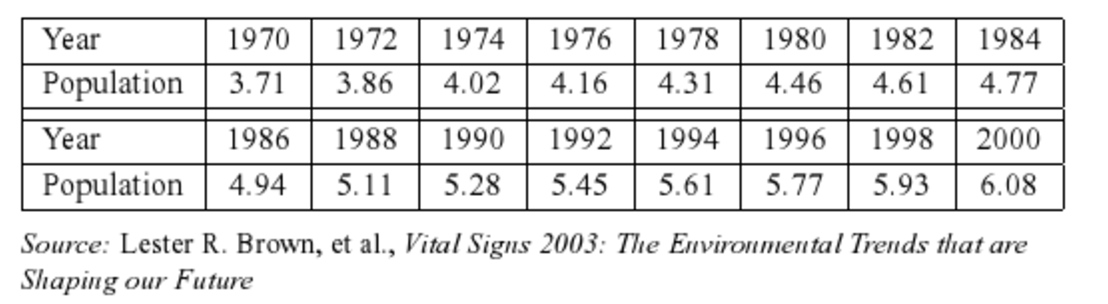 Year 1970 1972 1974 1976 1978 1980 1982 1984
Population 3.71 3.86 4.02 4.16 4.31 4.46 4.61 4.77
Year 1986 1988 1990 1992 1994 1996 1998 2000
Population 4.94 5.11 5.28 5.45 5.61 5.77 5.93 6.08
Source: Lester R. Brown, et al., Vital Signs 2003: The Environmental Trends that are
Shaping our Future